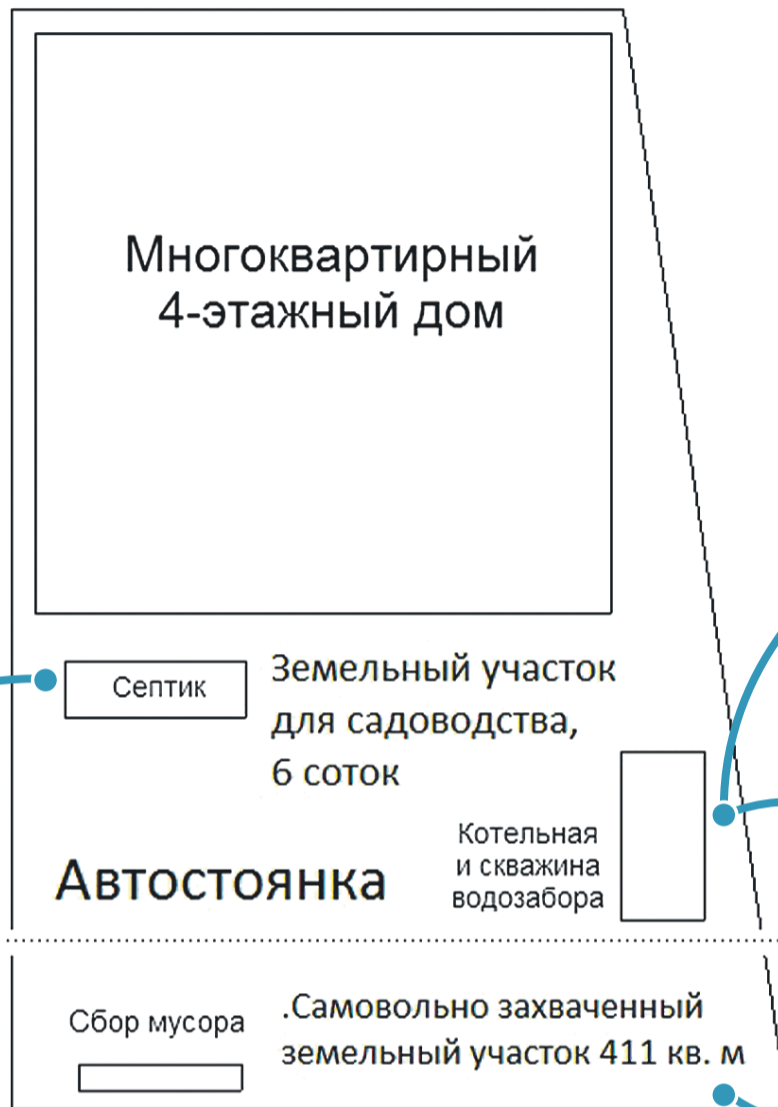 Многоквартирный
4-этажный дом
Септик
Земельный участок
для садоводства,
6 соток
Котельная
и скважина
водозабора
Автостоянка
Сбор мусора
.Самовольно захваченный
земельный участок 411 кв. м